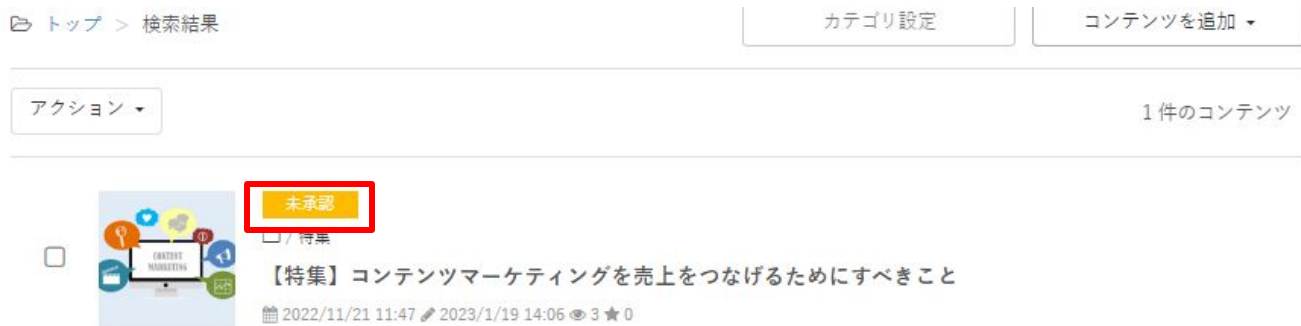 トップ > 検索結果
カテゴリ設定
コンテンツを追加
アクション
1件のコンテンツ
未承認
/ 特集
CONTENT
MARKETING
【特集】コンテンツマーケティングを売上をつなげるためにすべきこと
2022/11/21 11:47 2023/1/19 14:06 3 0